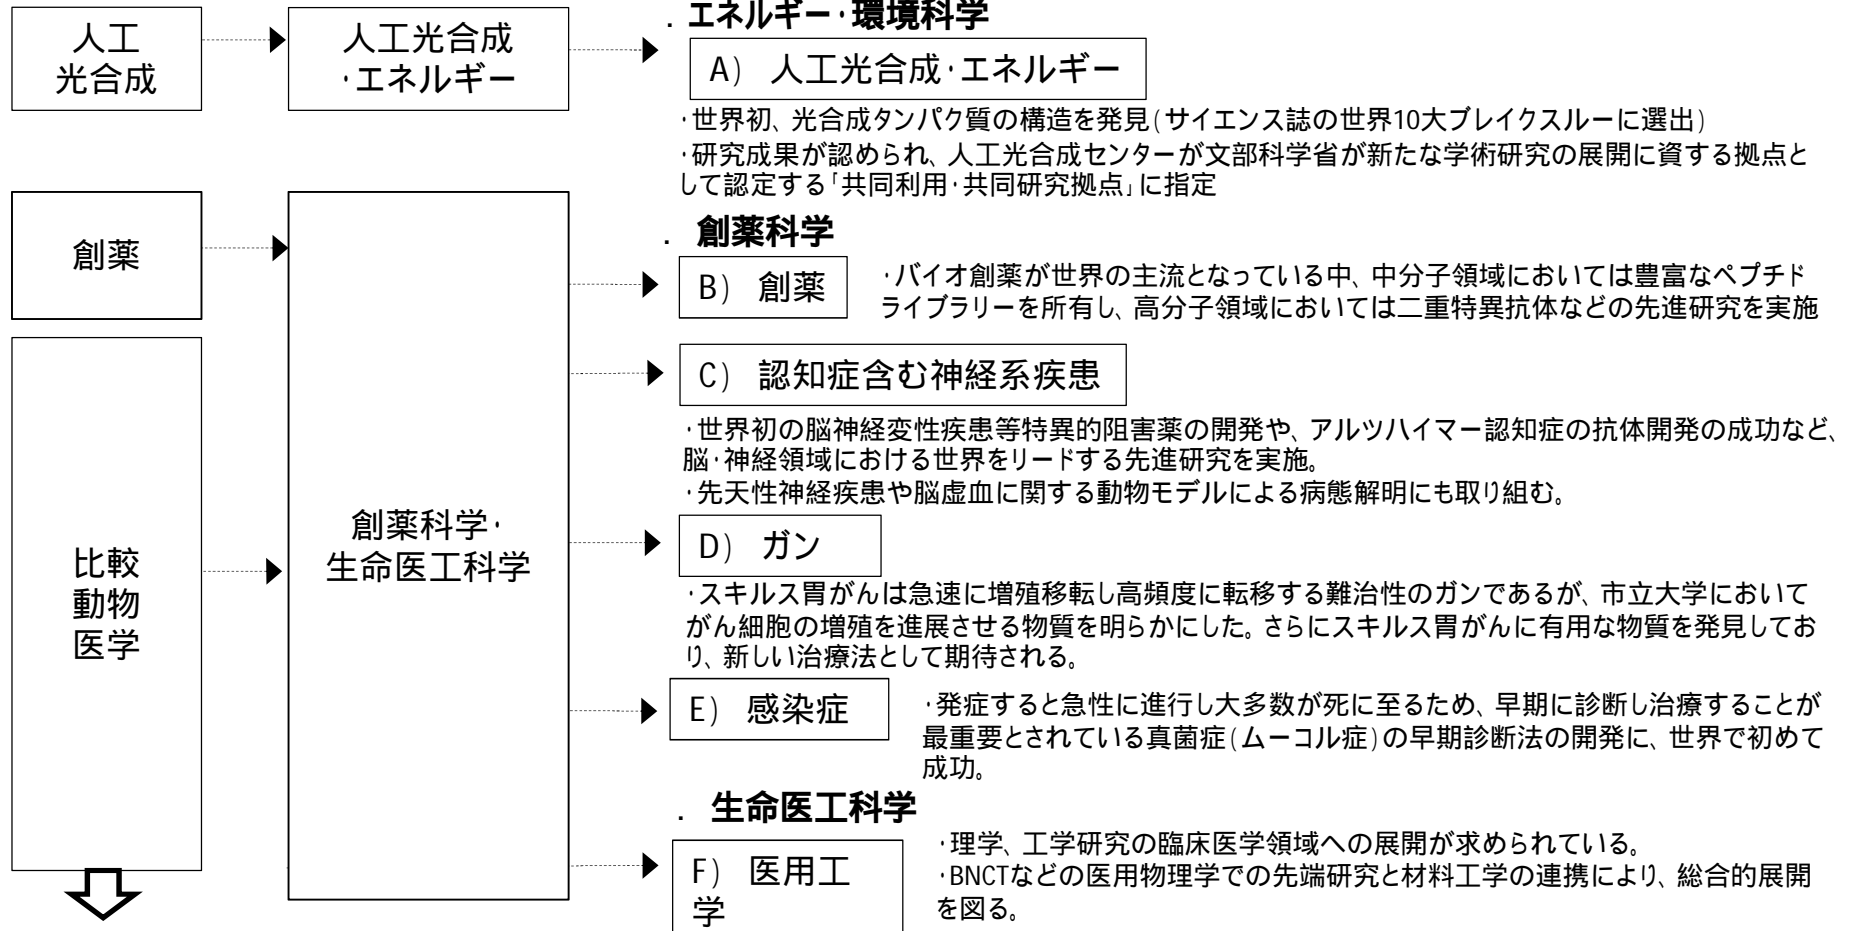 人工
光合成
人工光合成
・エネルギー
. エネルギー・環境科学
A) 人工光合成・エネルギー
・世界初、光合成タンパク質の構造を発見(サイエンス誌の世界10大ブレイクスルーに選出)
・研究成果が認められ、人工光合成センターが文部科学省が新たな学術研究の展開に資する拠点と
して認定する「共同利用・共同研究拠点」に指定
創薬
. 創薬科学
B) 創薬
・バイオ創薬が世界の主流となっている中、中分子領域においては豊富なペプチド
ライブラリーを所有し、高分子領域においては二重特異抗体などの先進研究を実施
C) 認知症含む神経系疾患
・世界初の脳神経変性疾患等特異的阻害薬の開発や、アルツハイマー認知症の抗体開発の成功など、
脳・神経領域における世界をリードする先進研究を実施。
・先天性神経疾患や脳虚血に関する動物モデルによる病態解明にも取り組む。
比較
動物
医学
創薬科学・
生命医工科学
D) ガン
・スキルス胃がんは急速に増殖移転し高頻度に転移する難治性のガンであるが、市立大学において
がん細胞の増殖を進展させる物質を明らかにした。さらにスキルス胃がんに有用な物質を発見してお
り、新しい治療法として期待される。
E) 感染症
・発症すると急性に進行し大多数が死に至るため、早期に診断し治療することが
最重要とされている真菌症(ムーコル症)の早期診断法の開発に、世界で初めて
成功。
. 生命医工科学
F) 医用工
学
・理学、工学研究の臨床医学領域への展開が求められている。
・BNCTなどの医用物理学での先端研究と材料工学の連携により、総合的展開
を図る。